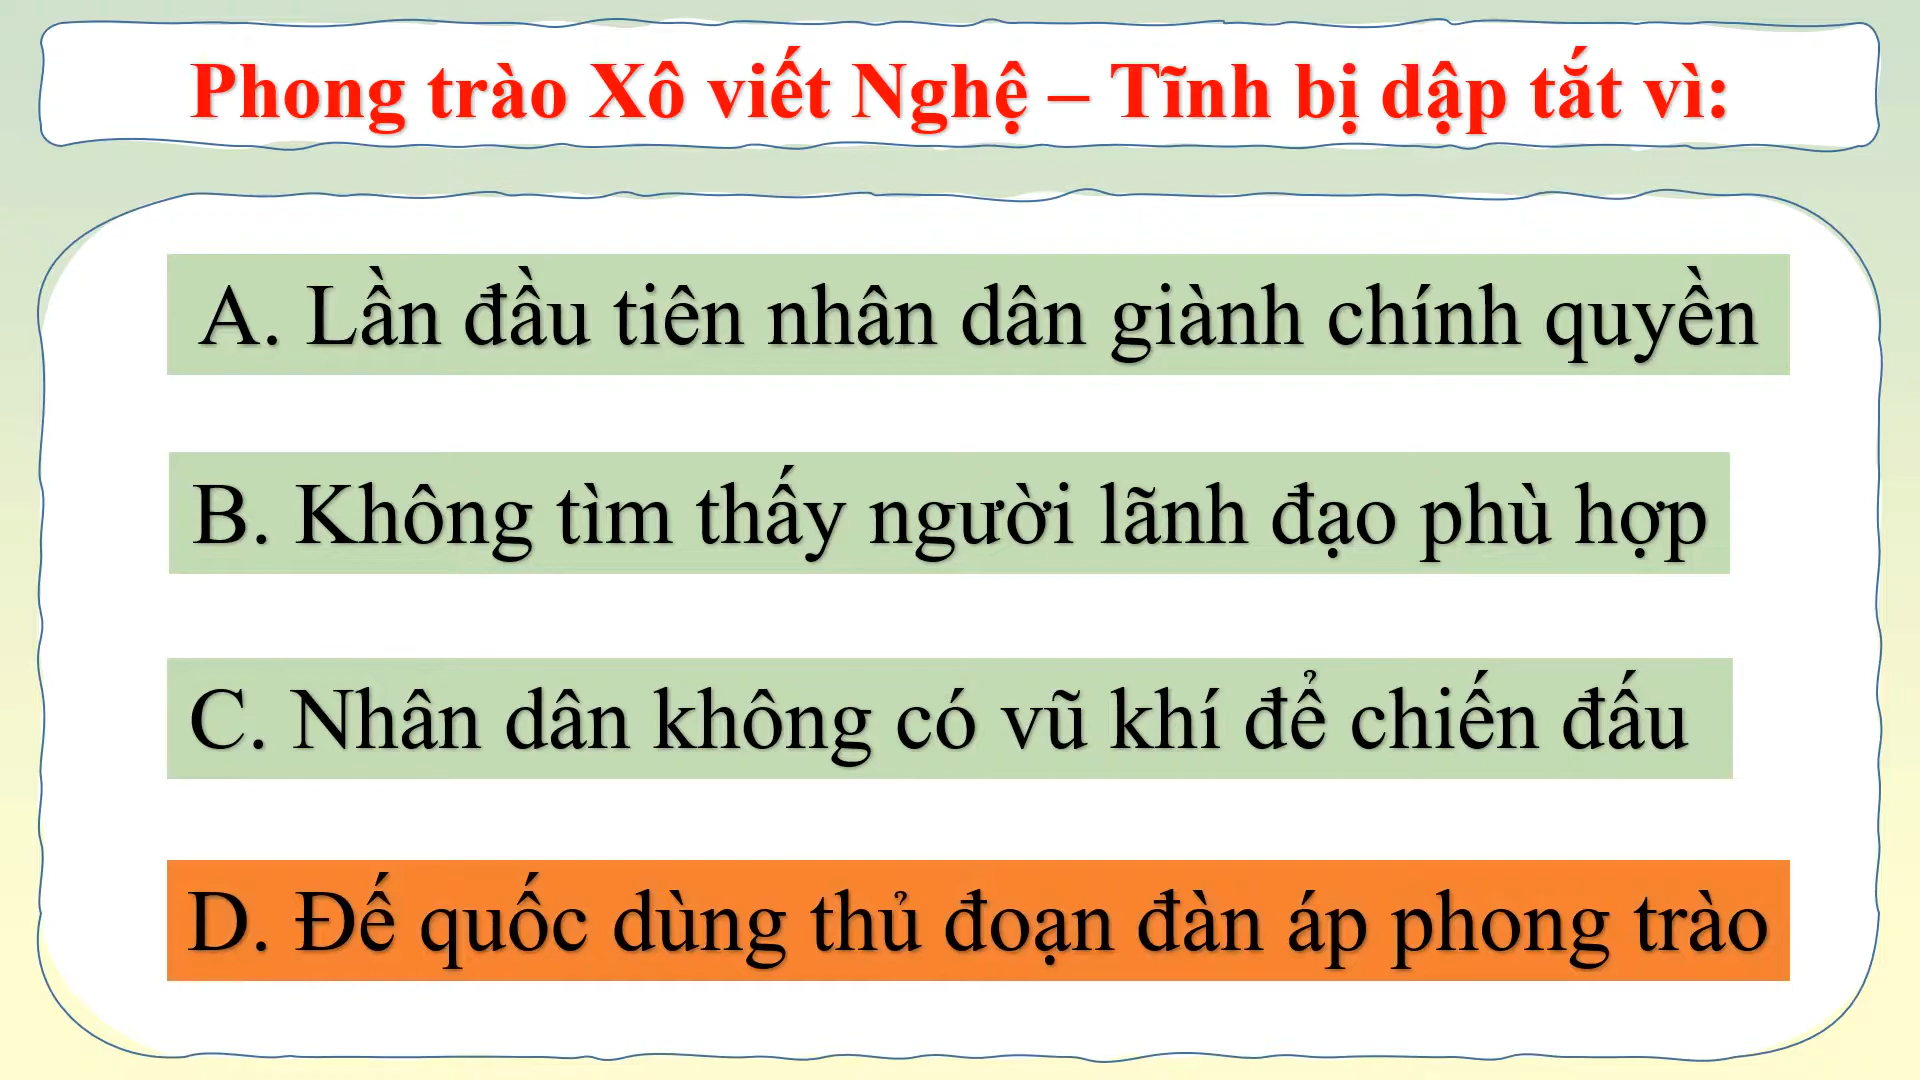 Phong trào Xô viết Nghệ – Tĩnh bị dập tắt vì:
A. Lần đầu tiên nhân dân giành chính quyền
B. Không tìm thấy người lãnh đạo phù hợp
C. Nhân dân không có vũ khí để chiến đấu
D. Đế quốc dùng thủ đoạn đàn áp phong trào